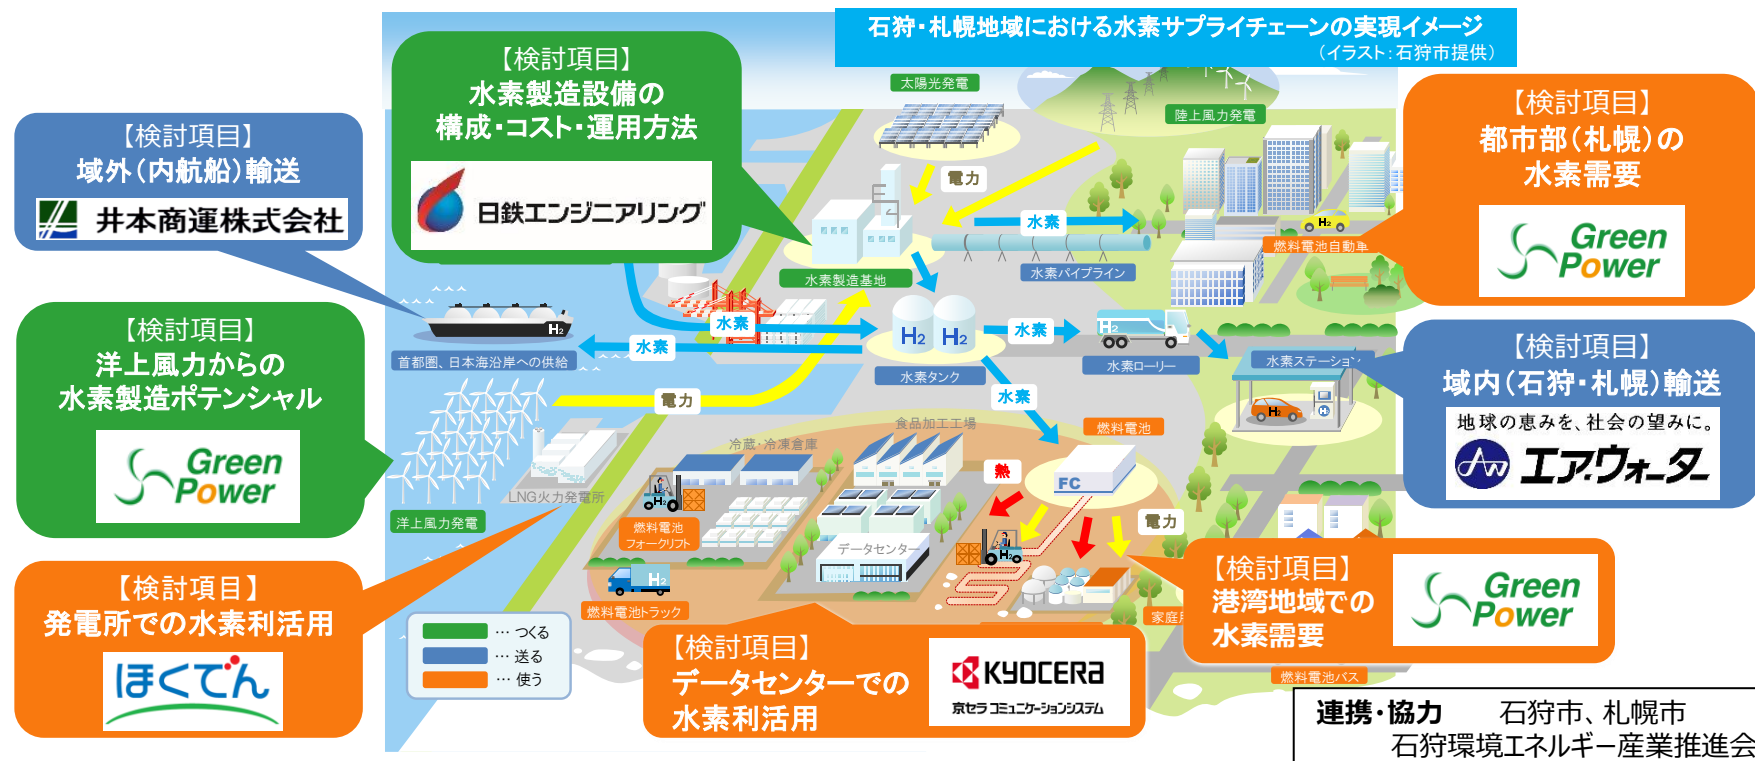 石狩・札幌地域における水素サプライチェーンの実現イメージ
（イラスト：石狩市提供）
【検討項目】
水素製造設備の
構成・コスト・運用方法
日鉄エンジニアリング
【検討項目】
域外（内航船）輸送
井本商運株式会社
【検討項目】
洋上風力からの
水素製造ポテンシャル
Green
Power
【検討項目】
発電所での水素利活用
ほくでん
【検討項目】
都市部（札幌）の
水素需要
Green
Power
【検討項目】
域内（石狩・札幌）輸送
地球の恵みを、社会の望みに。
エア・ウォーター
【検討項目】
港湾地域での
水素需要
Green
Power
【検討項目】
データセンターでの
水素利活用
KYOCERA
京セラ コミュニケーションシステム
太陽光発電
陸上風力発電
電力
水素
水素製造基地
水素パイプライン
燃料電池自動車
H2
水素
水素
H2
首都圏、日本海沿岸への供給
H2 H2
水素タンク
水素
H2
水素ローリー
水素ステーション
H2
H2
電力
水素
食品加工工場
冷蔵・冷凍倉庫
燃料電池
FC
熱
電力
LNG火力発電所
洋上風力発電
H2
燃料電池
フォークリフト
データセンター
H2
H2
燃料電池トラック
家庭用
燃料電池バス
… つくる
… 送る
… 使う
連携・協力 石狩市、札幌市
石狩環境エネルギー産業推進会